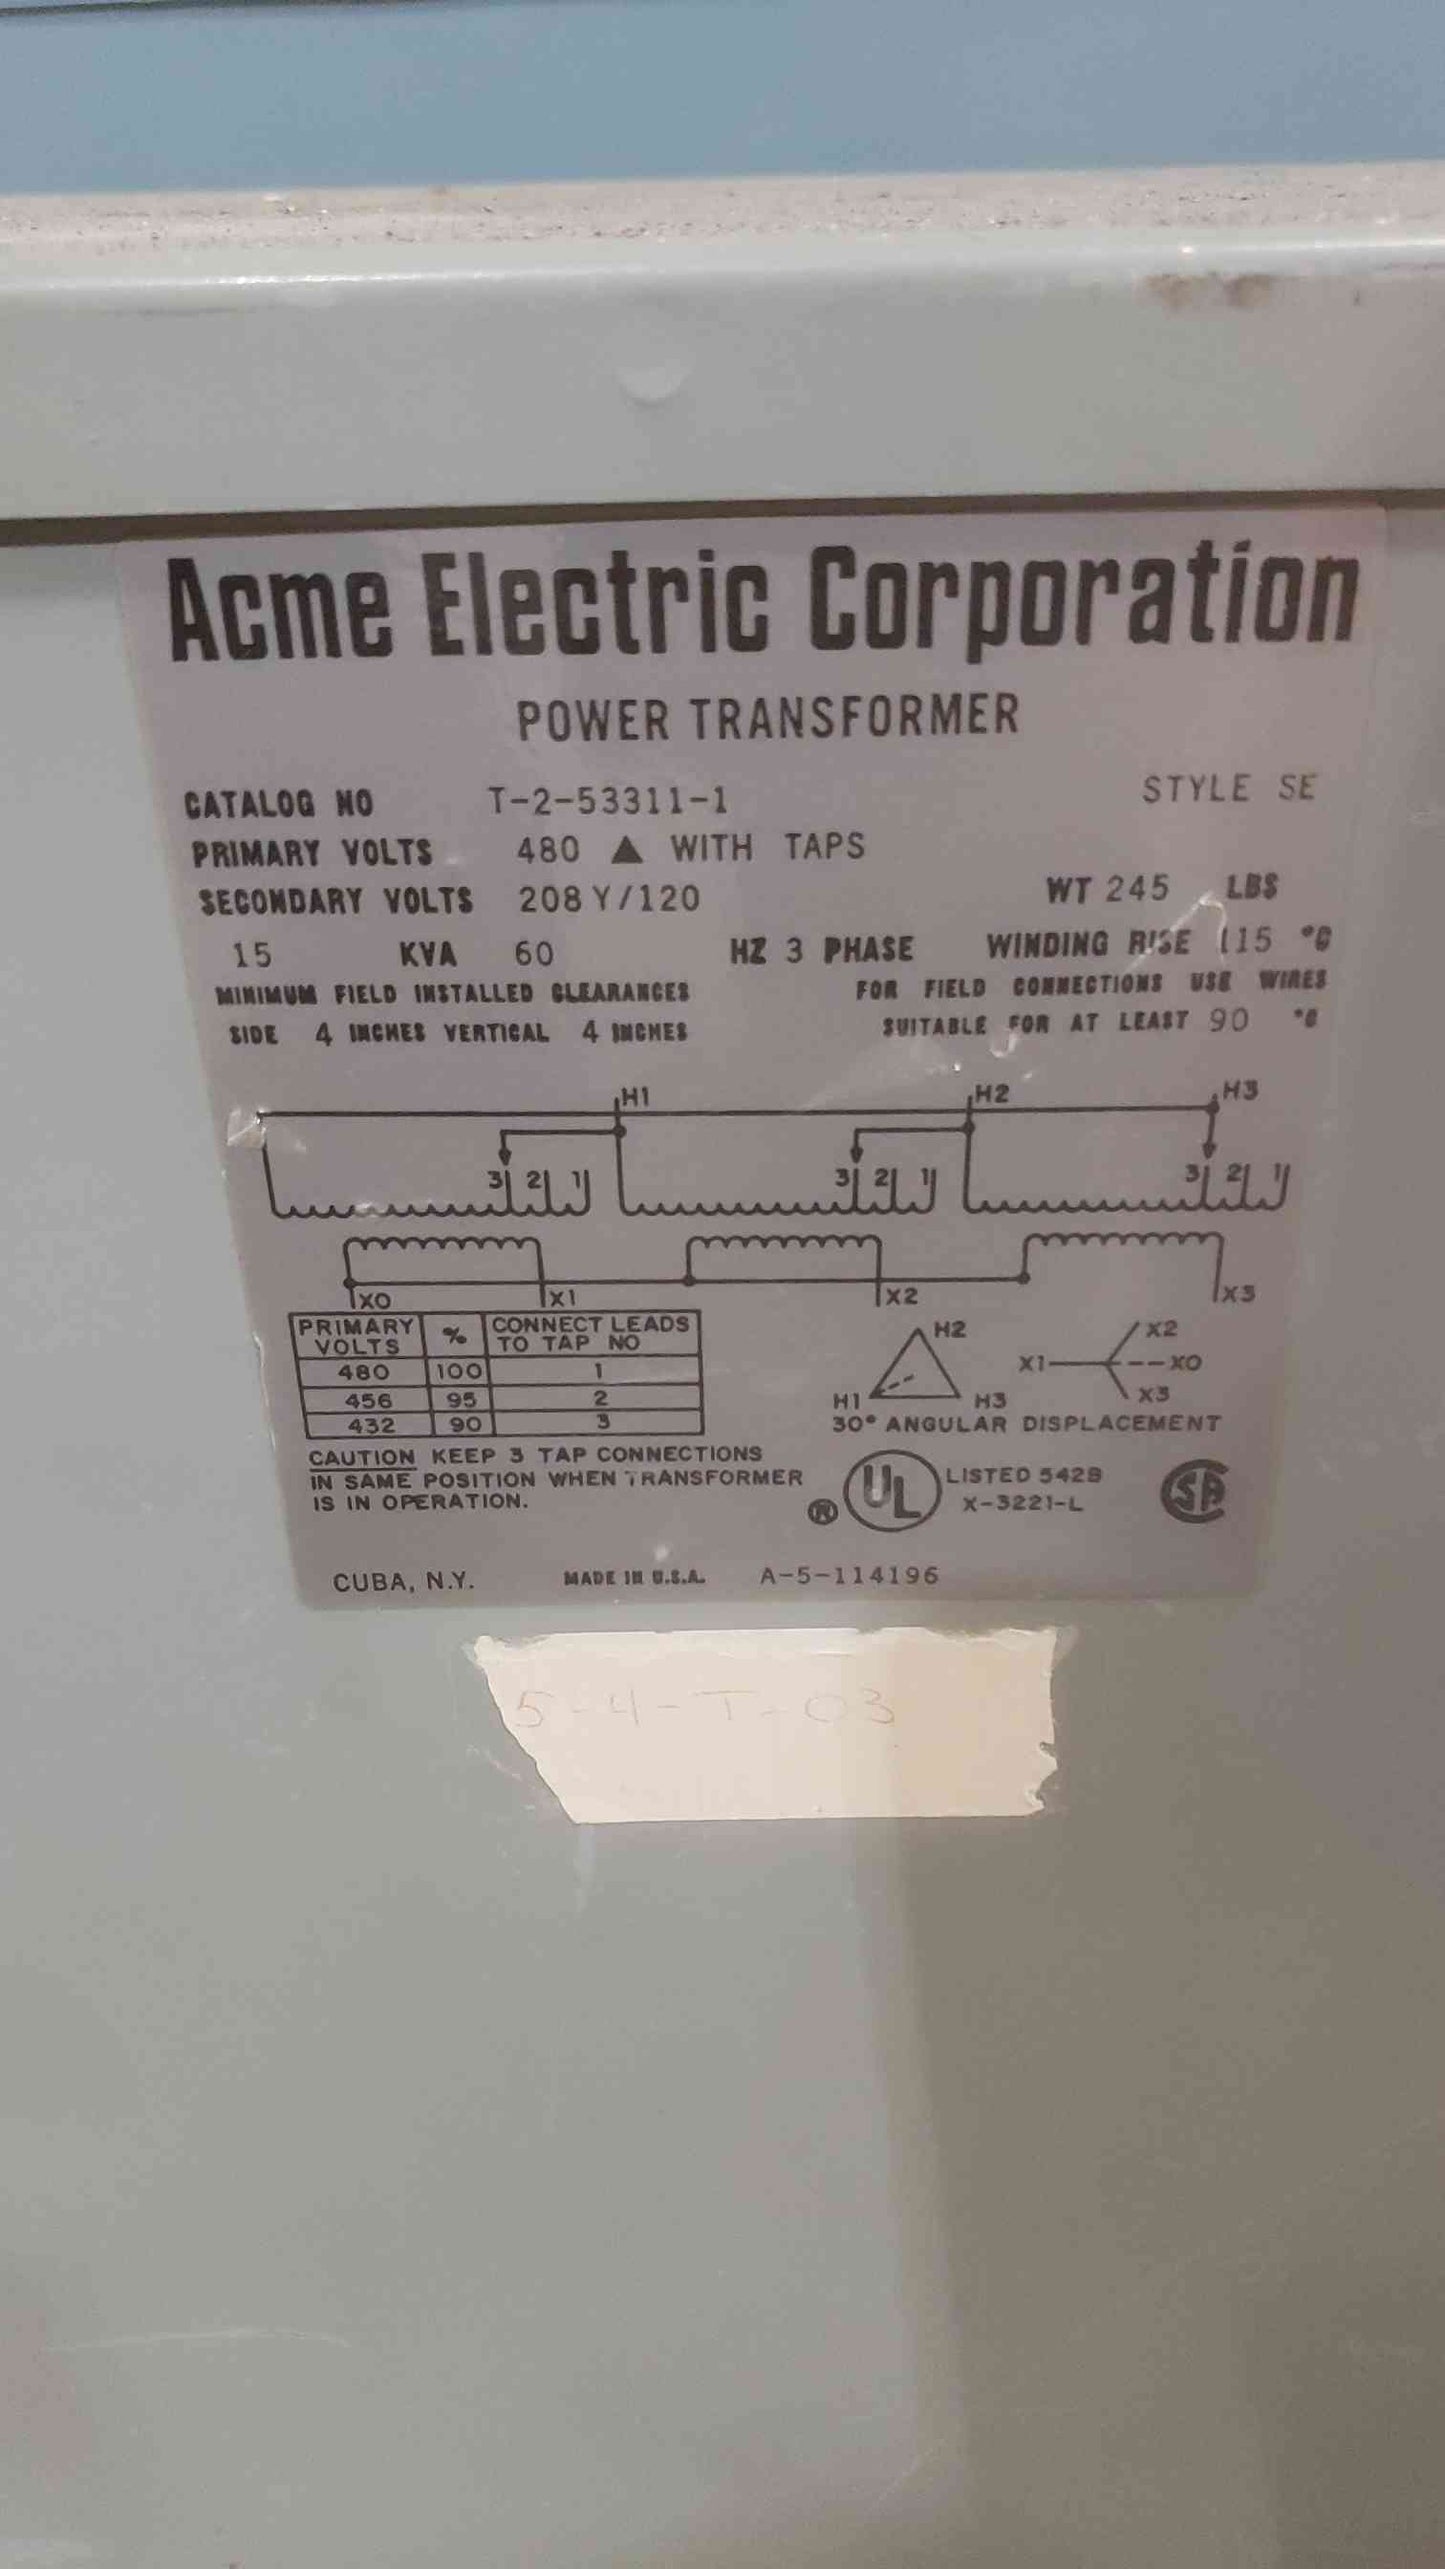 Acme Electric Corporation
POWER TRANSFORMER
CATALOG NO T-2-53311-1 STYLE SE
PRIMARY VOLTS 480 ▲ WITH TAPS
SECONDARY VOLTS 208 Y/120 WT 245 LBS
15 KVA 60 HZ 3 PHASE WINDING RISE 115 °C
MINIMUM FIELD INSTALLED CLEARANCES FOR FIELD CONNECTIONS USE WIRES
SIDE 4 INCHES VERTICAL 4 INCHES SUITABLE FOR AT LEAST 90 °C
H1 H2 H3
3 2 1 3 2 1 3 2 1
X0 X1 X2 X3
PRIMARY VOLTS % CONNECT LEADS TO TAP NO
480 100 1
456 95 2
432 90 3
H2 X2
X1 X0
H1 H3 X3
30° ANGULAR DISPLACEMENT
CAUTION KEEP 3 TAP CONNECTIONS
IN SAME POSITION WHEN TRANSFORMER
IS IN OPERATION.
® UL LISTED 542B
X-3221-L
SA
CUBA, N.Y. MADE IN U.S.A. A-5-114196
5-4-T-03